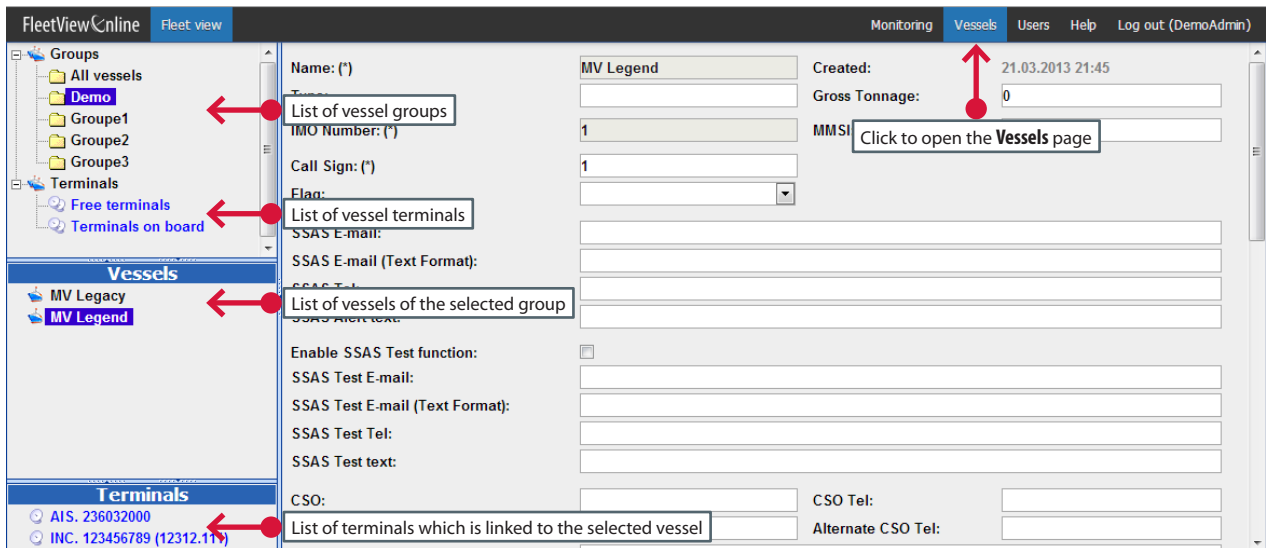 FleetViewOnline Fleet view Monitoring Vessels Users Help Log out (DemoAdmin)
Groups
All vessels
Demo
Groupe1
Groupe2
Groupe3
Terminals
Free terminals
Terminals on board
Vessels
MV Legacy
MV Legend
Terminals
AIS. 236032000
INC. 123456789 (12312.111)
List of vessel groups
List of vessel terminals
List of vessels of the selected group
List of terminals which is linked to the selected vessel
Click to open the Vessels page
Name: (*) MV Legend Created: 21.03.2013 21:45
Gross Tonnage: 0
IMO Number: (*) 1 MMSI
Call Sign: (*) 1
Flag:
SSAS E-mail:
SSAS E-mail (Text Format):
SSAS Alert text:
Enable SSAS Test function:
SSAS Test E-mail:
SSAS Test E-mail (Text Format):
SSAS Test Tel:
SSAS Test text:
CSO: CSO Tel:
Alternate CSO Tel: